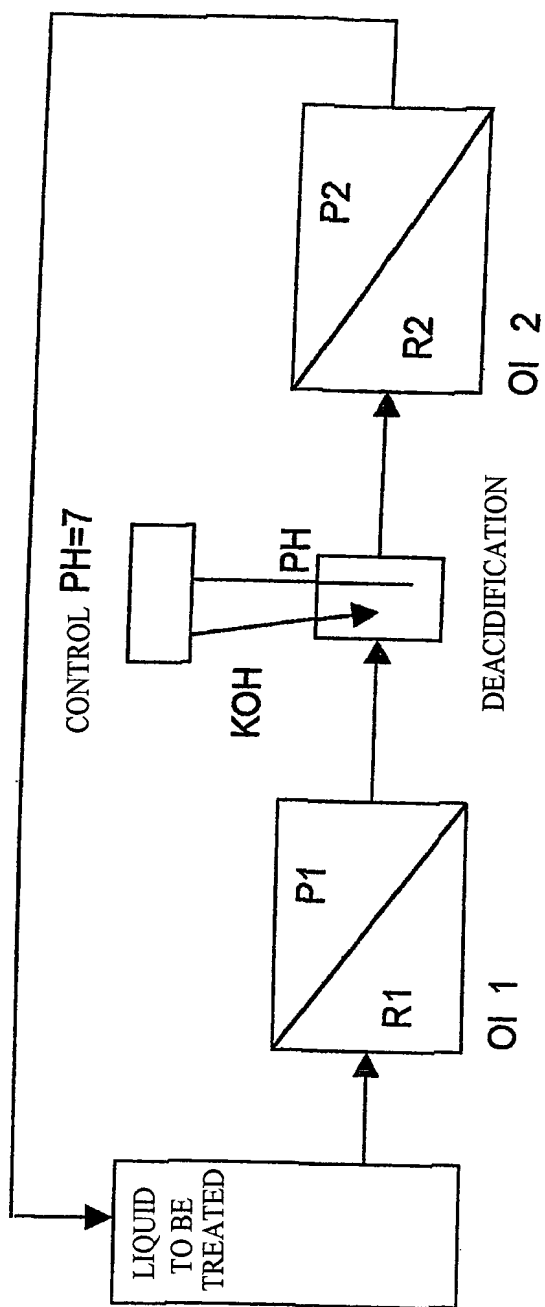 LIQUID
TO BE
TREATED
R1
P1
OI 1
CONTROL PH=7
KOH
PH
DEACIDIFICATION
R2
P2
OI 2